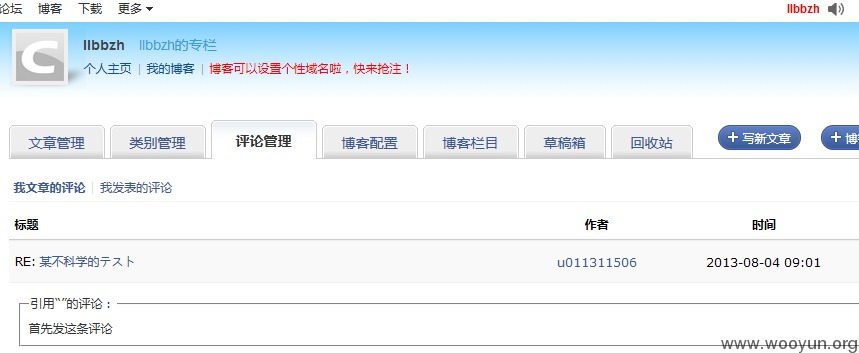 论坛 博客 下载 更多 llbbzh
llbbzh llbbzh的专栏
个人主页 | 我的博客 | 博客可以设置个性域名啦，快来抢注！
文章管理 类别管理 评论管理 博客配置 博客栏目 草稿箱 回收站 + 写新文章 + 博
我文章的评论 | 我发表的评论
标题 作者 时间
RE: 某不科学的テスト u011311506 2013-08-04 09:01
引用“”的评论：
首先发这条评论
www.wooyun.org